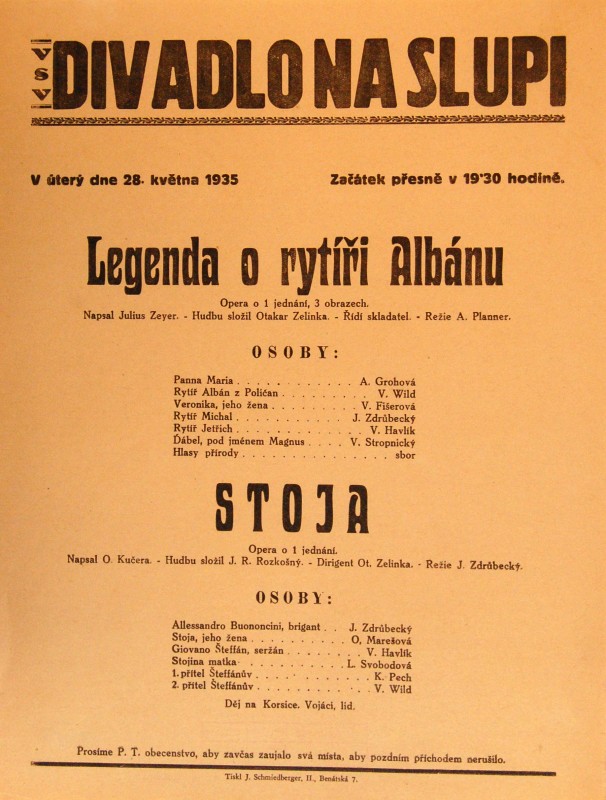 VSV DIVADLO NA SLUPI
V úterý dne 28. května 1935 Začátek přesně v 19'30 hodině.
Legenda o rytíři Albánu
Opera o 1 jednání, 3 obrazech.
Napsal Julius Zeyer. - Hudbu složil Otakar Zelinka. - Řídí skladatel. - Režie A. Planner.
OSOBY:
Panna Maria . . . . . . . . . . . . A. Grohová
Rytíř Albán z Poličan . . . . . . . . . V. Wild
Veronika, jeho žena . . . . . . . . . V. Fišerová
Rytíř Michal . . . . . . . . . . . . J. Zdrůbecký
Rytíř Jetřich . . . . . . . . . . . . V. Havlík
Ďábel, pod jménem Magnus . . . . V. Stropnický
Hlasy přírody . . . . . . . . . . . . . . . sbor
STOJA
Opera o 1 jednání.
Napsal O. Kučera. - Hudbu složil J. R. Rozkošný. - Dirigent Ot. Zelinka. - Režie J. Zdrůbecký.
OSOBY:
Allessandro Buononcini, brigant . . J. Zdrůbecký
Stoja, jeho žena . . . . . . . . . . O. Marešová
Giovano Šteffán, seržán . . . . . . . . V. Havlík
Stojina matka . . . . . . . . . . . L. Svobodová
1. přítel Šteffánův . . . . . . . . . . . K. Pech
2. přítel Šteffánův . . . . . . . . . . . V. Wild
Děj na Korsice. Vojáci, lid.
Prosíme P. T. obecenstvo, aby zavčas zaujalo svá místa, aby pozdním příchodem nerušilo.
Tiskl J. Schmiedberger, II., Benátská 7.